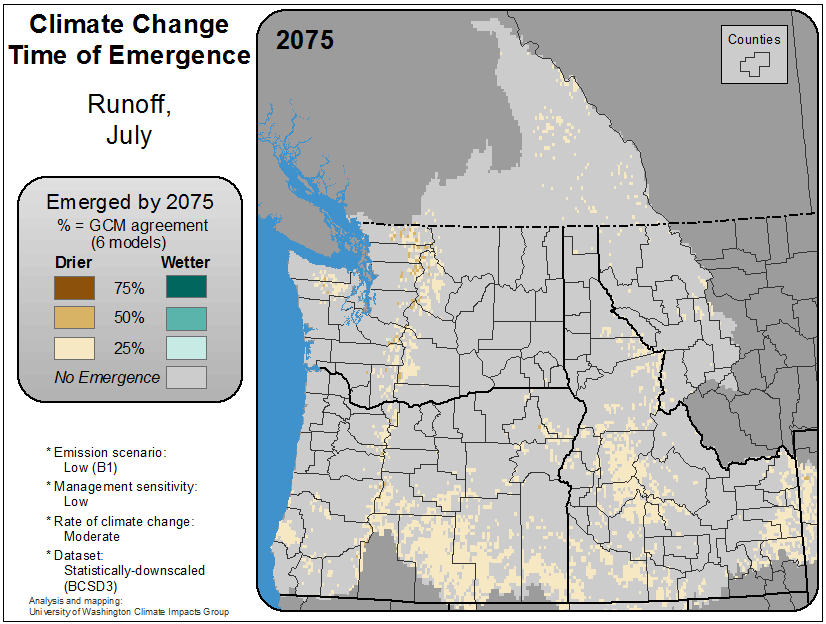 Climate Change
Time of Emergence
Runoff,
July
Emerged by 2075
% = GCM agreement
(6 models)
Drier Wetter
75%
50%
25%
No Emergence
* Emission scenario:
Low (B1)
* Management sensitivity:
Low
* Rate of climate change:
Moderate
* Dataset:
Statistically-downscaled
(BCSD3)
Analysis and mapping:
University of Washington Climate Impacts Group
2075
Counties